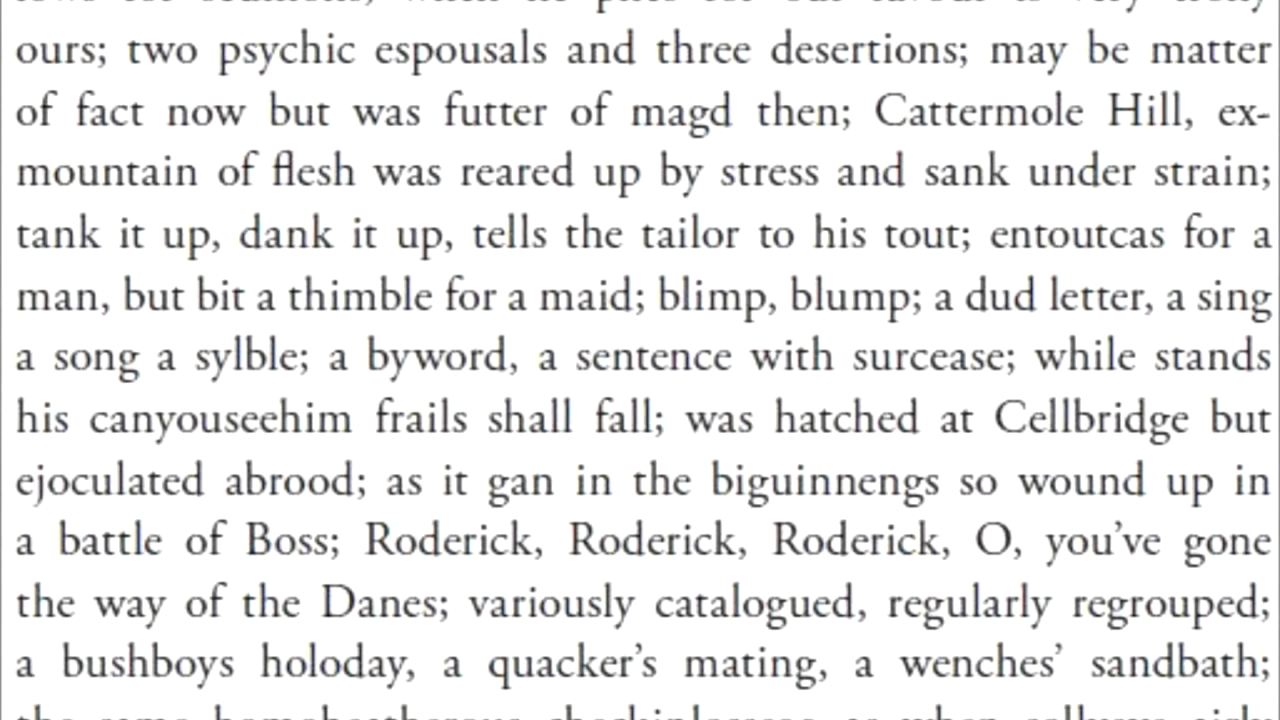 ours; two psychic espousals and three desertions; may be matter
of fact now but was futter of magd then; Cattermole Hill, ex-
mountain of flesh was reared up by stress and sank under strain;
tank it up, dank it up, tells the tailor to his tout; entoutcas for a
man, but bit a thimble for a maid; blimp, blump; a dud letter, a sing
a song a sylble; a byword, a sentence with surcease; while stands
his canyouseehim frails shall fall; was hatched at Cellbridge but
ejoculated abrood; as it gan in the biguinnengs so wound up in
a battle of Boss; Roderick, Roderick, Roderick, O, you've gone
the way of the Danes; variously catalogued, regularly regrouped;
a bushboys holoday, a quacker's mating, a wenches' sandbath;